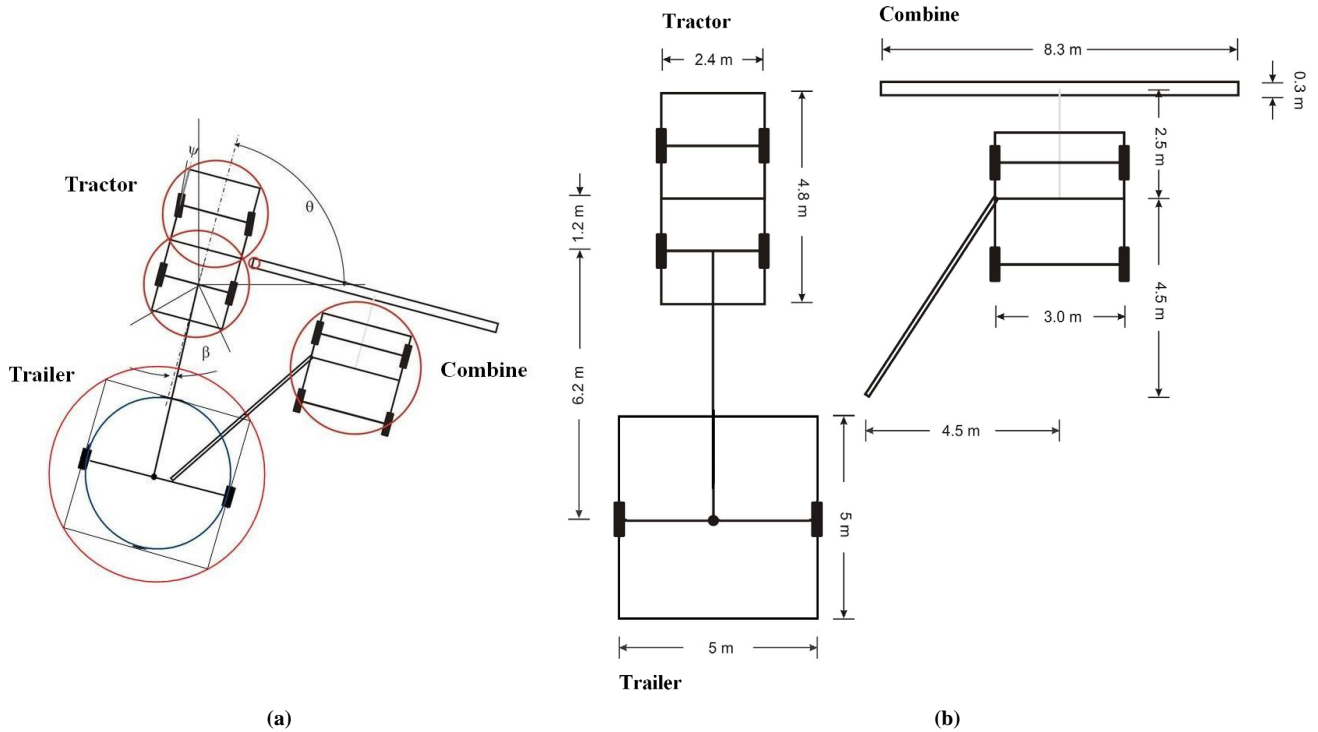 Tractor
ψ
θ
β
Trailer
Combine
(a)
Tractor
2.4 m
4.8 m
1.2 m
6.2 m
5 m
5 m
Trailer
Combine
8.3 m
0.3 m
2.5 m
4.5 m
3.0 m
4.5 m
(b)